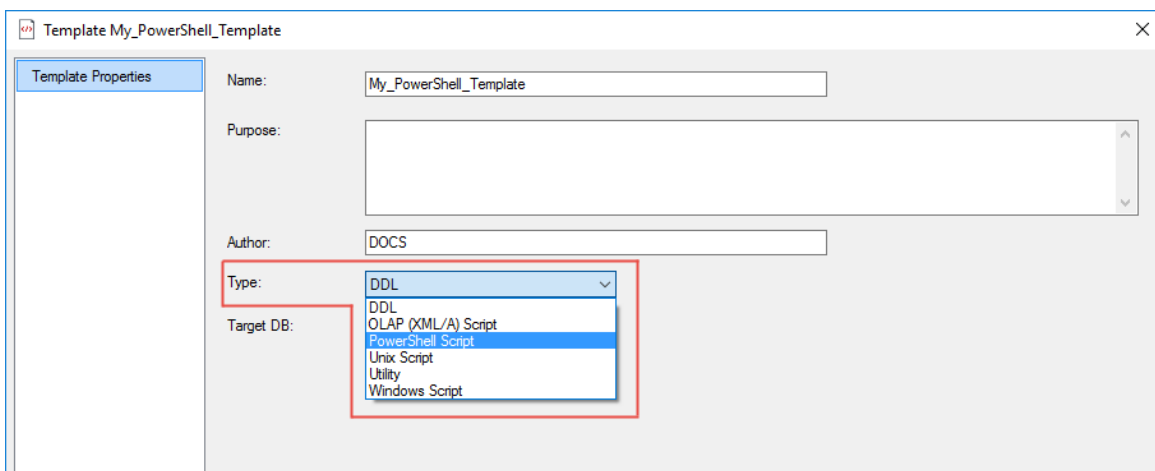 Template My_PowerShell_Template
Template Properties
Name:
My_PowerShell_Template
Purpose:
Author:
DOCS
Type:
DDL
DDL
OLAP (XML/A) Script
PowerShell Script
Unix Script
Utility
Windows Script
Target DB: